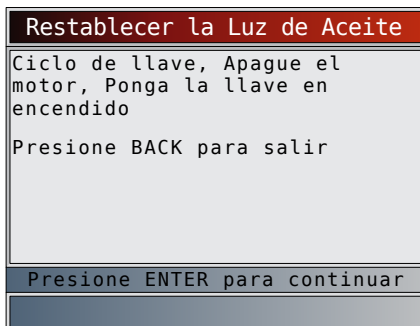 Restablecer la Luz de Aceite
Ciclo de llave, Apague el
motor, Ponga la llave en
encendido
Presione BACK para salir
Presione ENTER para continuar